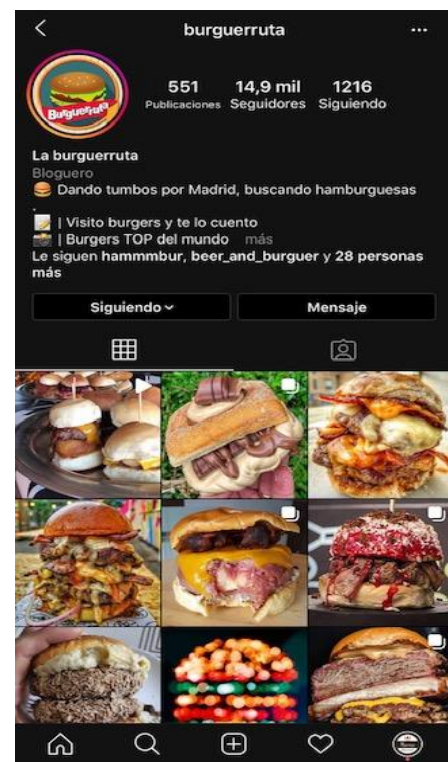 burguerruta
551 14,9 mil 1216
Publicaciones Seguidores Siguiendo
Burguerruta
La burguerruta
Bloguero
🍔 Dando tumbos por Madrid, buscando hamburguesas
.
📝 | Visito burgers y te lo cuento
📸 | Burgers TOP del mundo más
Le siguen hammmbur, beer_and_burguer y 28 personas
más
Siguiendo Mensaje